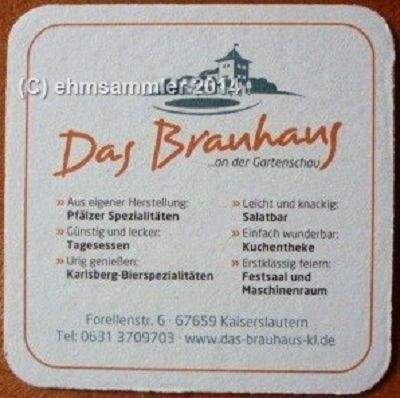 (C) ehmsammler 2014
Das Brauhaus
...an der Gartenschau
» Aus eigener Herstellung:
Pfälzer Spezialitäten
» Günstig und lecker:
Tagesessen
» Urig genießen:
Karlsberg-Bierspezialitäten
» Leicht und knackig:
Salatbar
» Einfach wunderbar:
Kuchentheke
» Erstklassig feiern:
Festsaal und
Maschinenraum
Forellenstr. 6 · 67659 Kaiserslautern
Tel: 0631 3709703 · www.das-brauhaus-kl.de